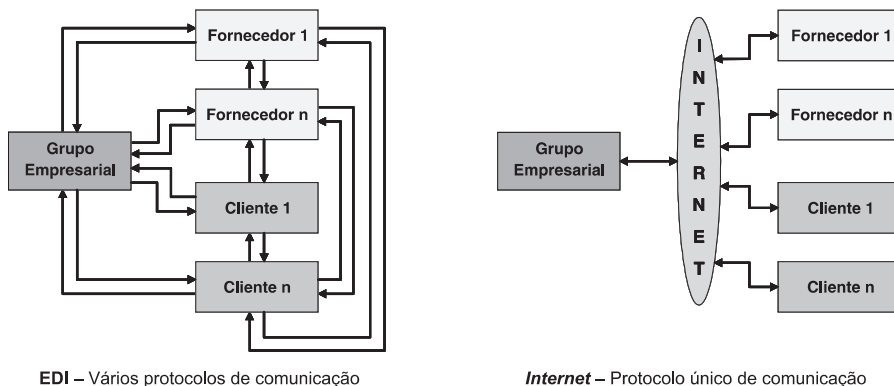 Fornecedor 1
Fornecedor n
Grupo
Empresarial
Cliente 1
Cliente n
EDI – Vários protocolos de comunicação
INTERNET
Fornecedor 1
Fornecedor n
Grupo
Empresarial
Cliente 1
Cliente n
Internet – Protocolo único de comunicação